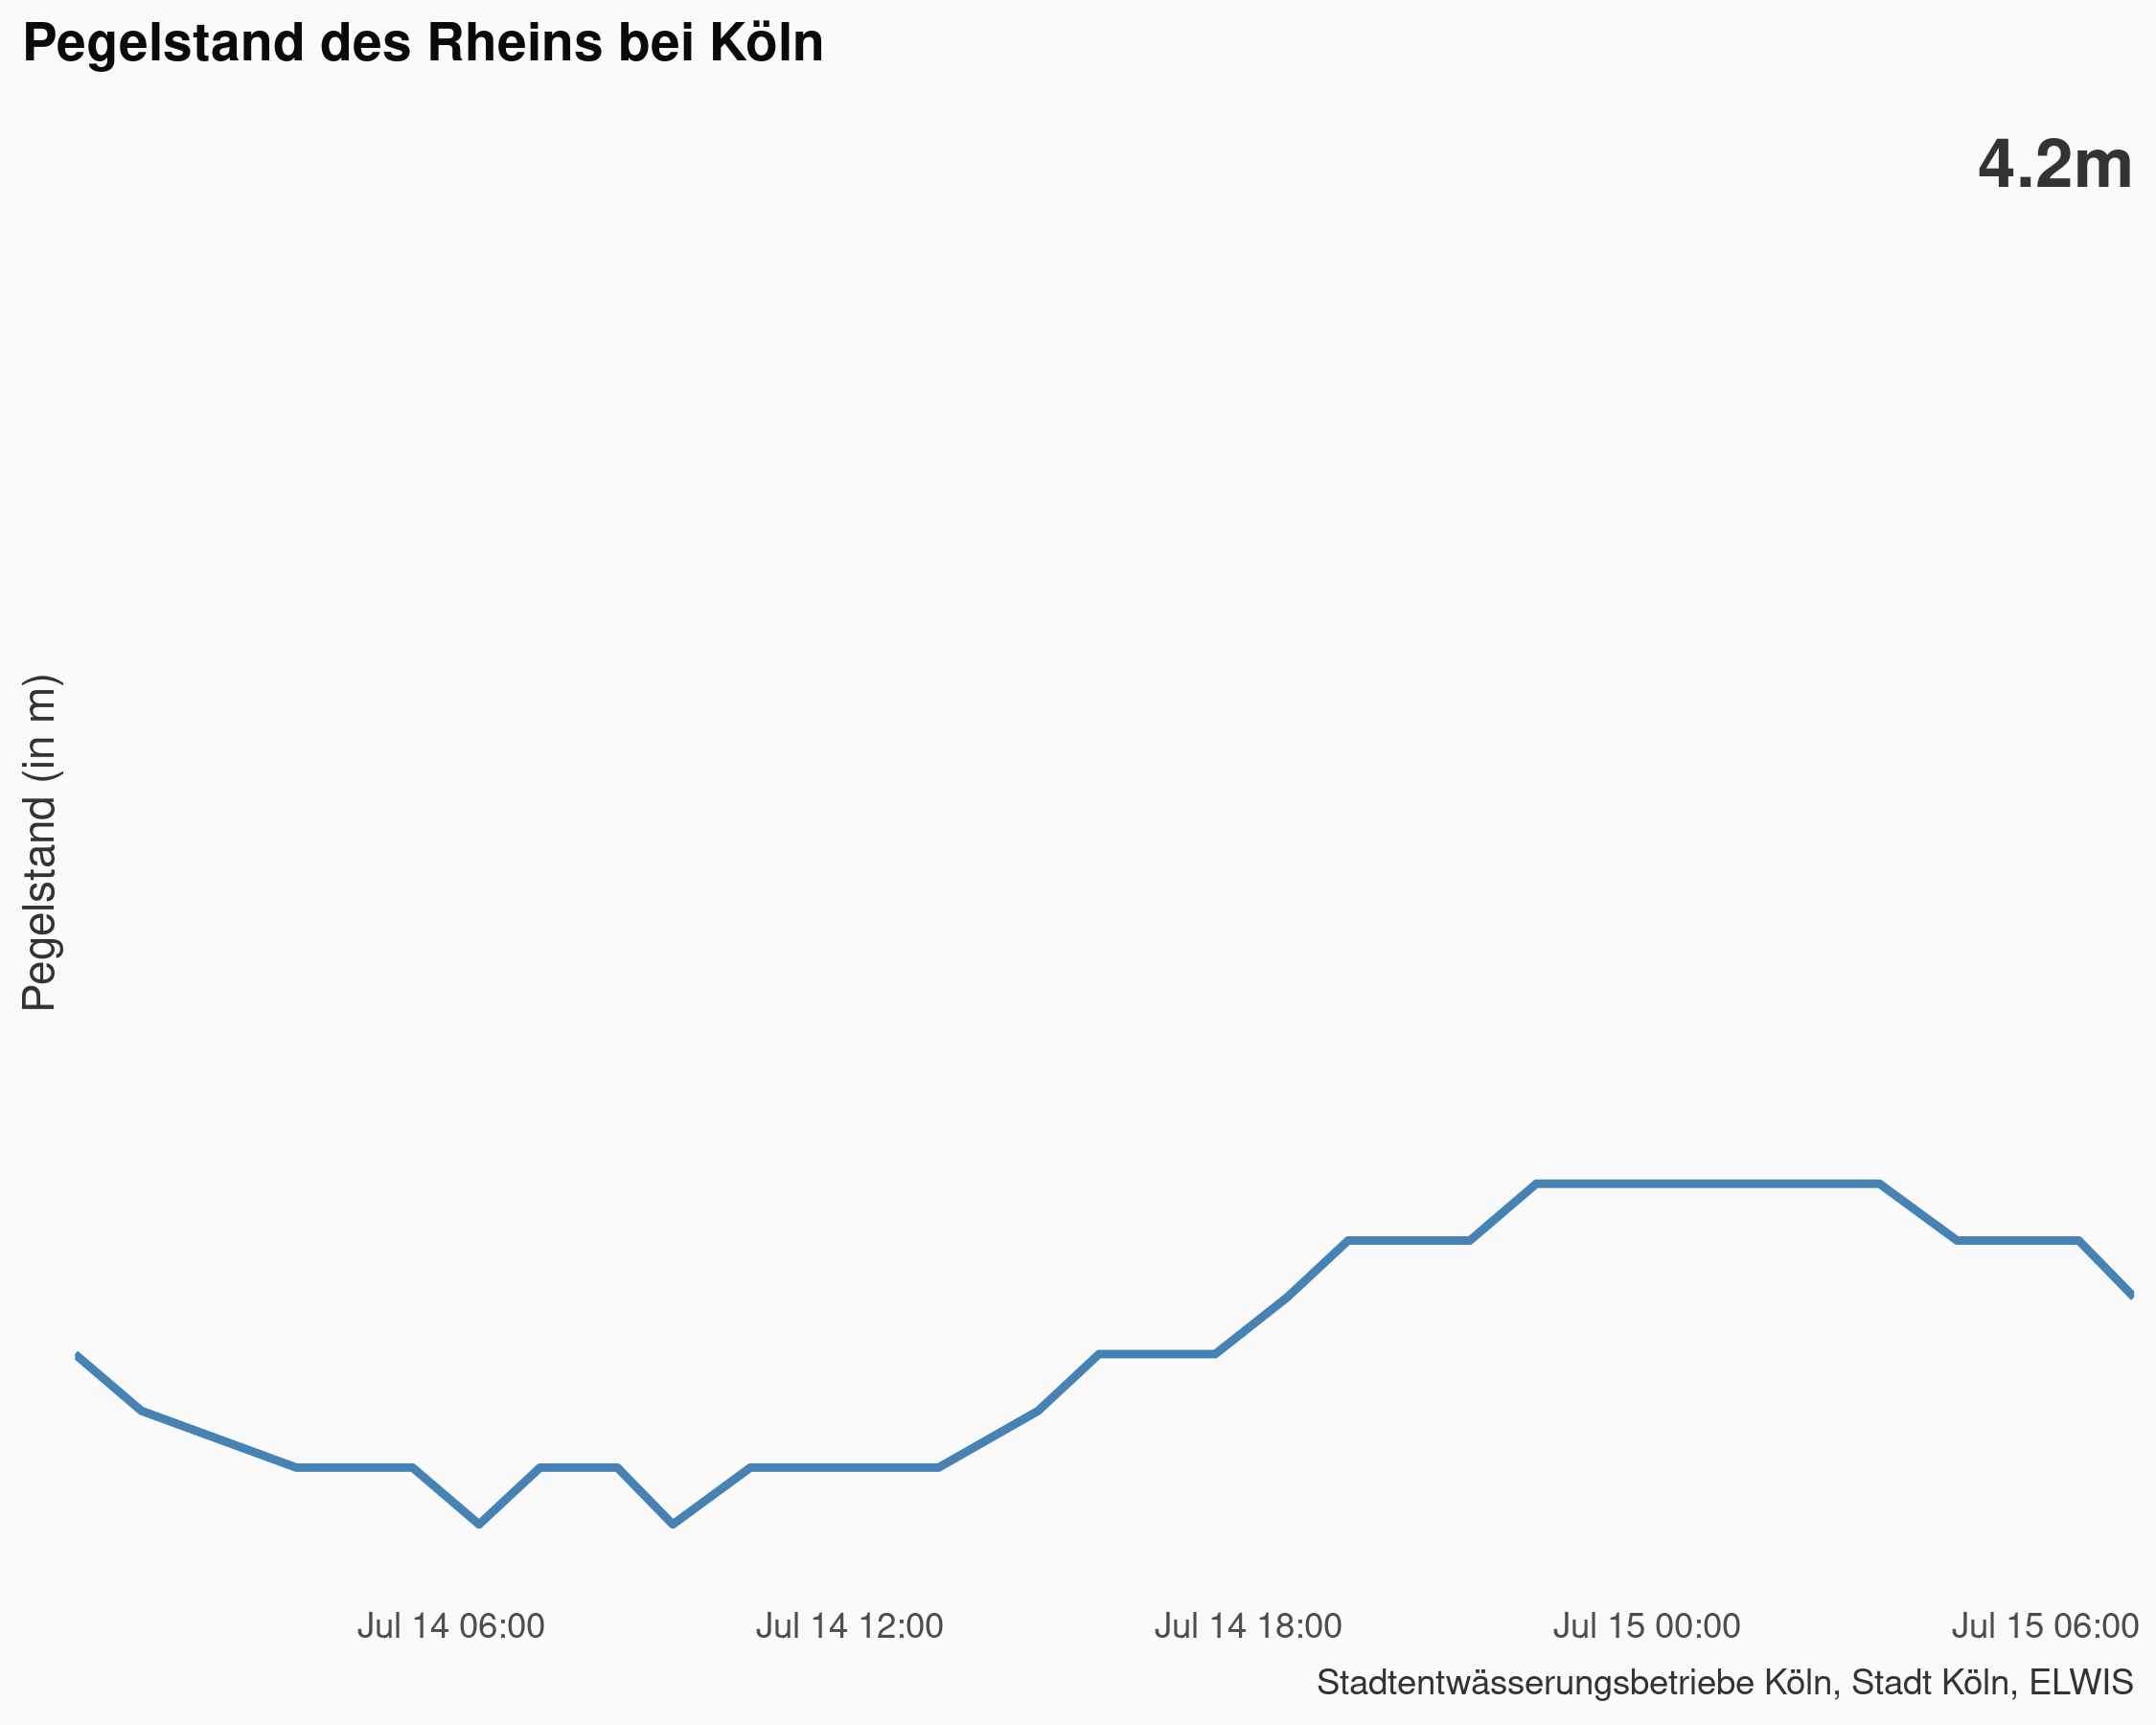 Pegelstand des Rheins bei Köln
4.2m
Pegelstand (in m)
Jul 14 06:00
Jul 14 12:00
Jul 14 18:00
Jul 15 00:00
Jul 15 06:00
Stadtentwässerungsbetriebe Köln, Stadt Köln, ELWIS